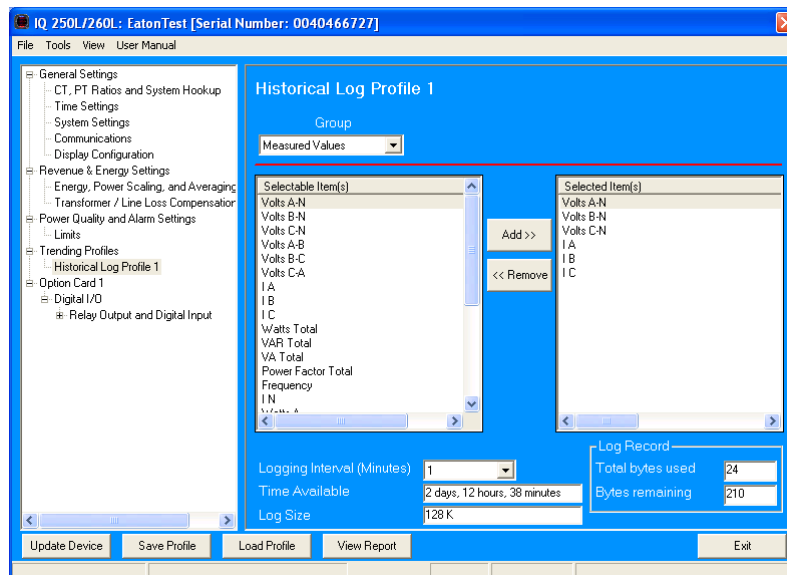 IQ 250L/260L: EatonTest [Serial Number: 0040466727]
File Tools View User Manual
General Settings
CT, PT Ratios and System Hookup
Time Settings
System Settings
Communications
Display Configuration
Revenue & Energy Settings
Energy, Power Scaling, and Averaging
Transformer / Line Loss Compensation
Power Quality and Alarm Settings
Limits
Trending Profiles
Historical Log Profile 1
Option Card 1
Digital I/O
Relay Output and Digital Input
Historical Log Profile 1
Group
Measured Values
Selectable Item(s)
Volts A-N
Volts B-N
Volts C-N
Volts A-B
Volts B-C
Volts C-A
I A
I B
I C
Watts Total
VAR Total
VA Total
Power Factor Total
Frequency
I N
Watts A
Add >>
<< Remove
Selected Item(s)
Volts A-N
Volts B-N
Volts C-N
I A
I B
I C
Logging Interval (Minutes) 1
Time Available 2 days, 12 hours, 38 minutes
Log Size 128 K
Log Record
Total bytes used 24
Bytes remaining 210
Update Device Save Profile Load Profile View Report Exit